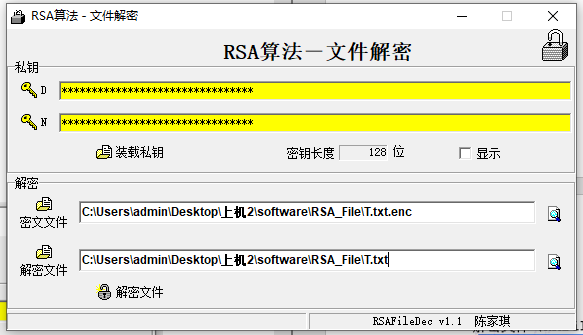 RSA算法 - 文件解密
RSA算法－文件解密
私钥
D ********************************
N ********************************
装载私钥 密钥长度 128 位 显示
解密
密文文件 C:\Users\admin\Desktop\上机2\software\RSA_File\T.txt.enc
解密文件 C:\Users\admin\Desktop\上机2\software\RSA_File\T.txt
解密文件
RSAFileDec v1.1 陈家琪